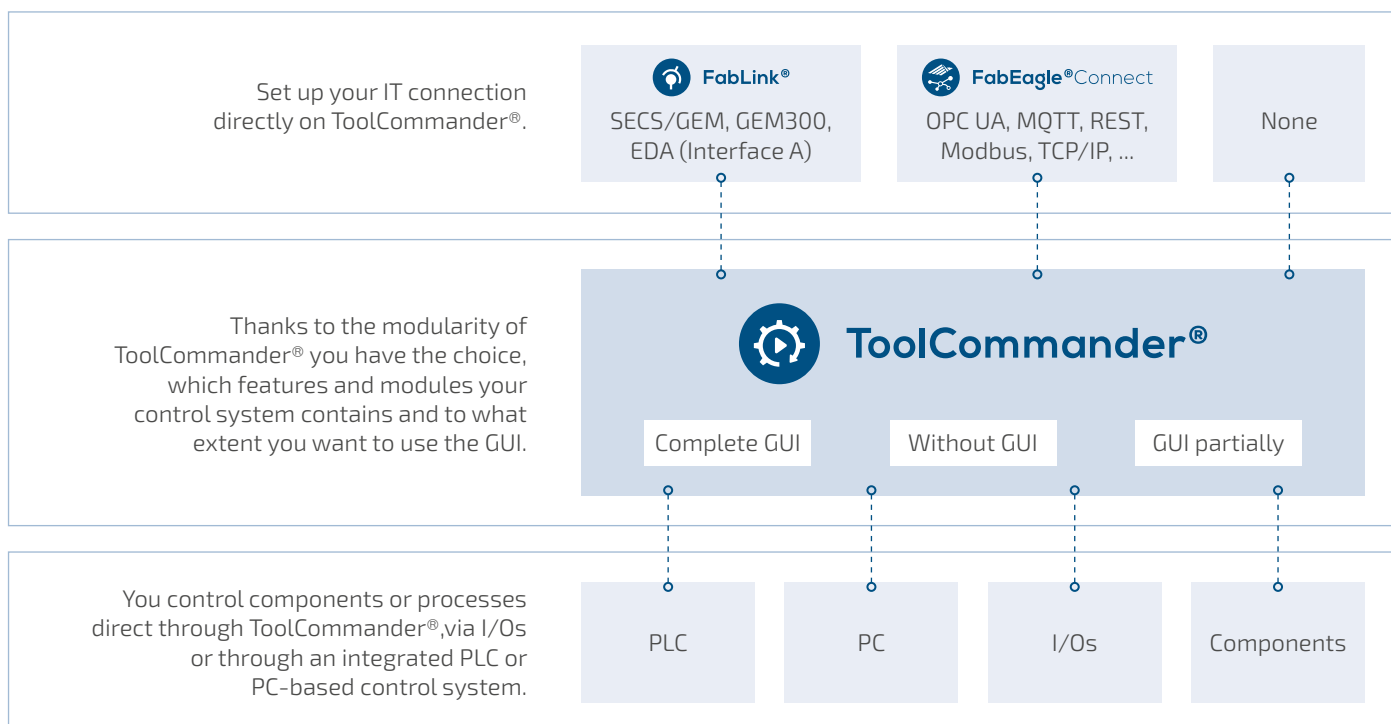 Set up your IT connection
directly on ToolCommander®.
FabLink®
SECS/GEM, GEM300,
EDA (Interface A)
FabEagle®Connect
OPC UA, MQTT, REST,
Modbus, TCP/IP, ...
None
Thanks to the modularity of
ToolCommander® you have the choice,
which features and modules your
control system contains and to what
extent you want to use the GUI.
ToolCommander®
Complete GUI
Without GUI
GUI partially
You control components or processes
direct through ToolCommander®,via I/Os
or through an integrated PLC or
PC-based control system.
PLC
PC
I/Os
Components